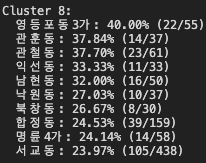 Cluster 8:
영등포동3가: 40.00% (22/55)
관훈동: 37.84% (14/37)
관철동: 37.70% (23/61)
익선동: 33.33% (11/33)
남현동: 32.00% (16/50)
낙원동: 27.03% (10/37)
북창동: 26.67% (8/30)
합정동: 24.53% (39/159)
명륜4가: 24.14% (14/58)
서교동: 23.97% (105/438)